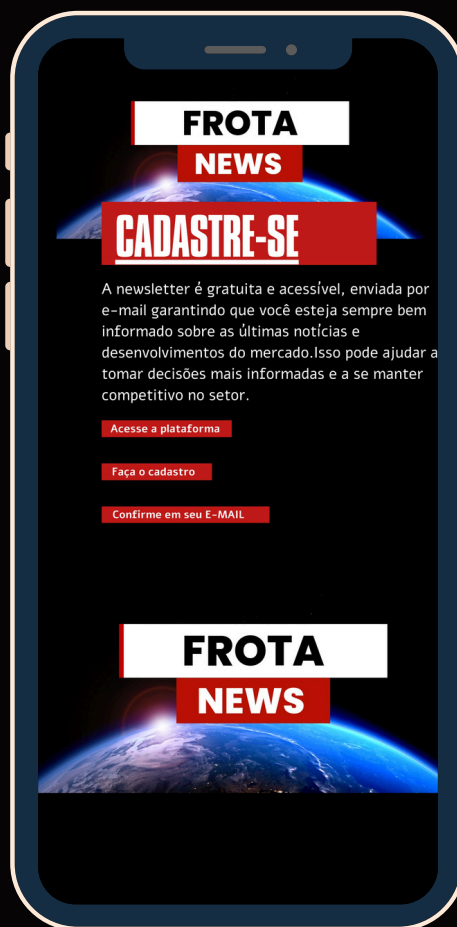 FROTA
NEWS
CADASTRE-SE
A newsletter é gratuita e acessível, enviada por
e-mail garantindo que você esteja sempre bem
informado sobre as últimas notícias e
desenvolvimentos do mercado.Isso pode ajudar a
tomar decisões mais informadas e a se manter
competitivo no setor.
Acesse a plataforma
Faça o cadastro
Confirme em seu E-MAIL
FROTA
NEWS